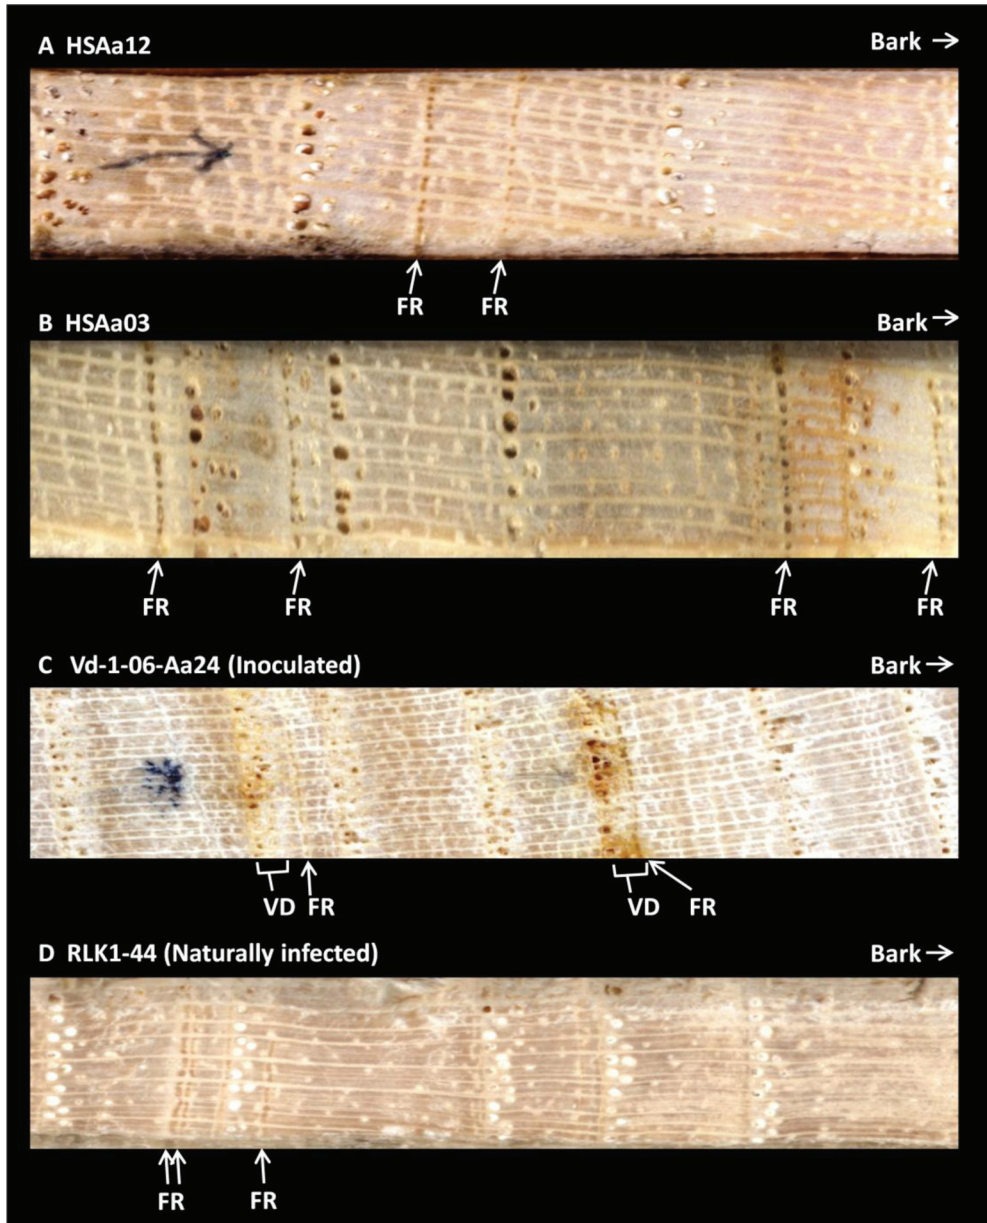 A HSAa12 Bark →
FR FR
B HSAa03 Bark →
FR FR FR FR
C Vd-1-06-Aa24 (Inoculated) Bark →
VD FR VD FR
D RLK1-44 (Naturally infected) Bark →
FR FR